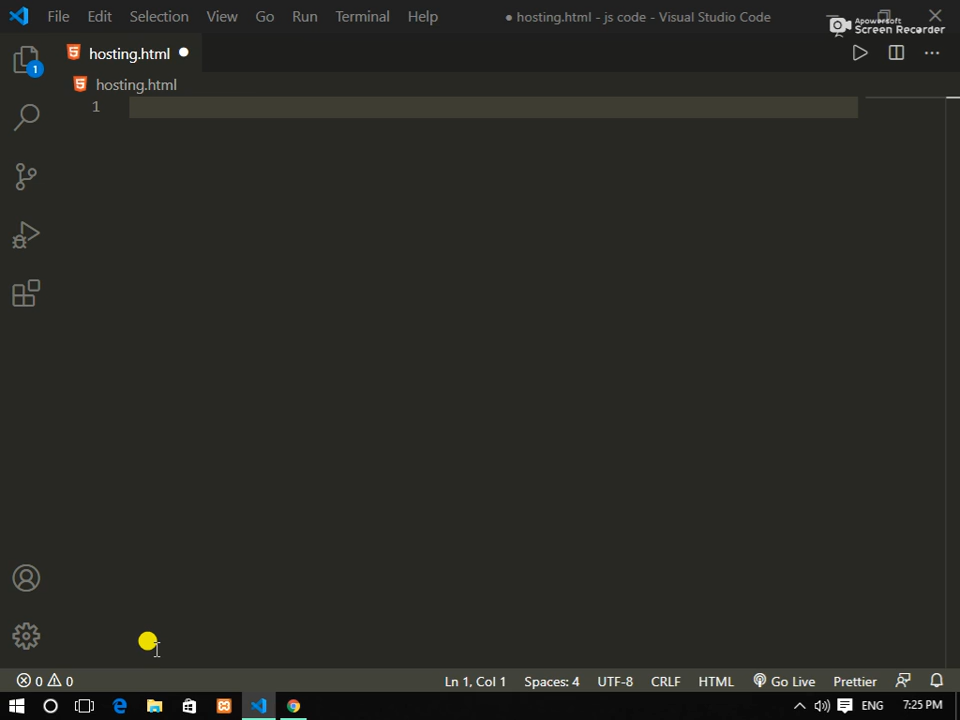 File Edit Selection View Go Run Terminal Help ● hosting.html - js code - Visual Studio Code
Apowersoft
Screen Recorder
hosting.html
1
hosting.html
1
0 0 Ln 1, Col 1 Spaces: 4 UTF-8 CRLF HTML Go Live Prettier
ENG 7:25 PM